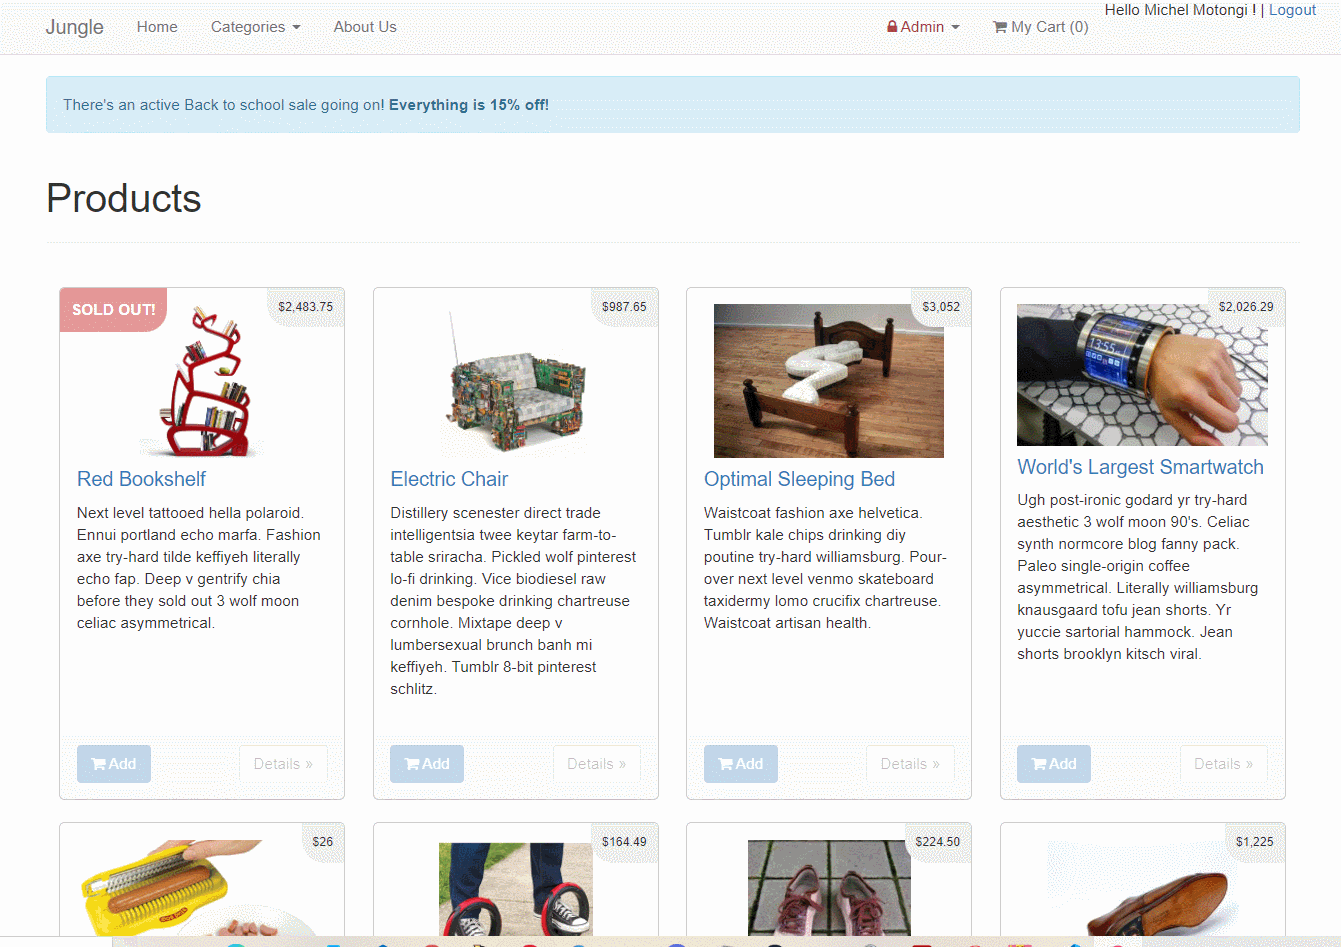 Hello Michel Motongi ! | Logout
Jungle Home Categories About Us Admin My Cart (0)
There's an active Back to school sale going on! Everything is 15% off!
Products
SOLD OUT!
$2,483.75
Red Bookshelf
Next level tattooed hella polaroid.
Ennui portland echo marfa. Fashion
axe try-hard tilde keffiyeh literally
echo fap. Deep v gentrify chia
before they sold out 3 wolf moon
celiac asymmetrical.
Add Details »
$987.65
Electric Chair
Distillery scenester direct trade
intelligentsia twee keytar farm-to-
table sriracha. Pickled wolf pinterest
lo-fi drinking. Vice biodiesel raw
denim bespoke drinking chartreuse
cornhole. Mixtape deep v
lumbersexual brunch banh mi
keffiyeh. Tumblr 8-bit pinterest
schlitz.
Add Details »
$3,052
Optimal Sleeping Bed
Waistcoat fashion axe helvetica.
Tumblr kale chips drinking diy
poutine try-hard williamsburg. Pour-
over next level venmo skateboard
taxidermy lomo crucifix chartreuse.
Waistcoat artisan health.
Add Details »
$2,026.29
13:55
World's Largest Smartwatch
Ugh post-ironic godard yr try-hard
aesthetic 3 wolf moon 90's. Celiac
synth normcore blog fanny pack.
Paleo single-origin coffee
asymmetrical. Literally williamsburg
knausgaard tofu jean shorts. Yr
yuccie sartorial hammock. Jean
shorts brooklyn kitsch viral.
Add Details »
$26
$164.49
$224.50
$1,225